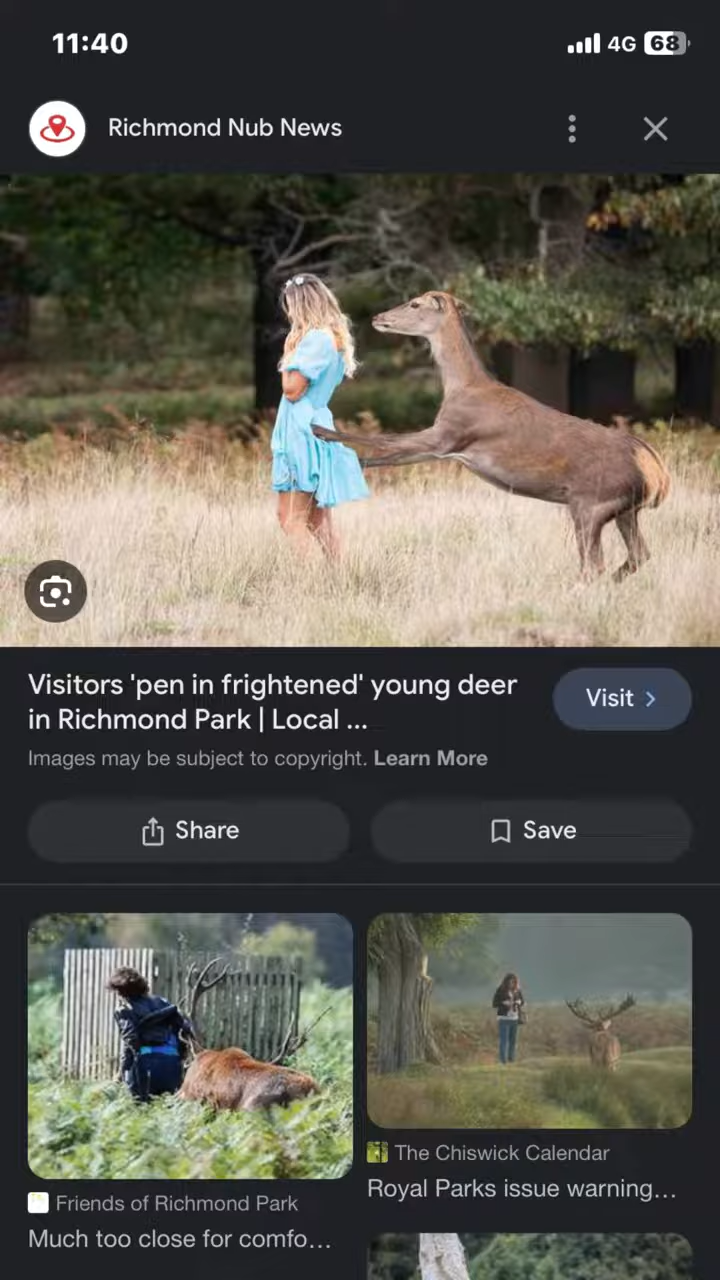 11:40
4G 68
Richmond Nub News
Visitors 'pen in frightened' young deer
in Richmond Park | Local ...
Visit
Images may be subject to copyright. Learn More
Share
Save
Friends of Richmond Park
Much too close for comfo...
The Chiswick Calendar
Royal Parks issue warning...